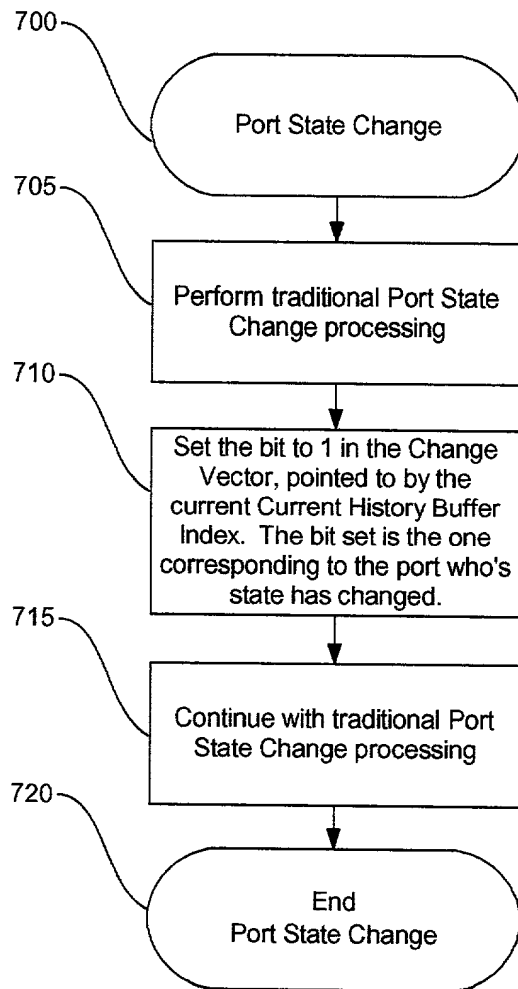 700
Port State Change
705
Perform traditional Port State
Change processing
710
Set the bit to 1 in the Change
Vector, pointed to by the
current Current History Buffer
Index. The bit set is the one
corresponding to the port who's
state has changed.
715
Continue with traditional Port
State Change processing
720
End
Port State Change